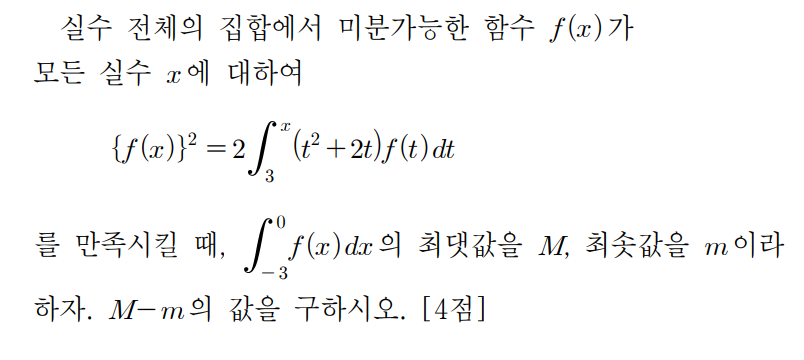 실수 전체의 집합에서 미분가능한 함수 f(x)가
모든 실수 x에 대하여
{f(x)}² = 2∫₃ˣ(t² + 2t)f(t)dt
를 만족시킬 때, ∫₋₃⁰ f(x)dx의 최댓값을 M, 최솟값을 m이라
하자. M−m의 값을 구하시오. [4점]